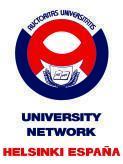 AUCTORITAS UNIVERSITATIS
UNIVERSITY
NETWORK
HELSINKI ESPAÑA